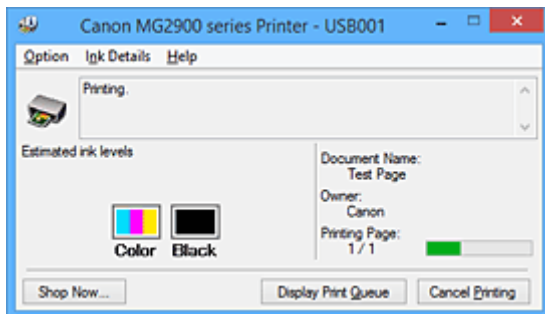 Canon MG2900 series Printer - USB001
Option Ink Details Help
Printing.
Estimated ink levels
Document Name:
Test Page
Owner:
Canon
Printing Page:
1 / 1
Color Black
Shop Now... Display Print Queue Cancel Printing